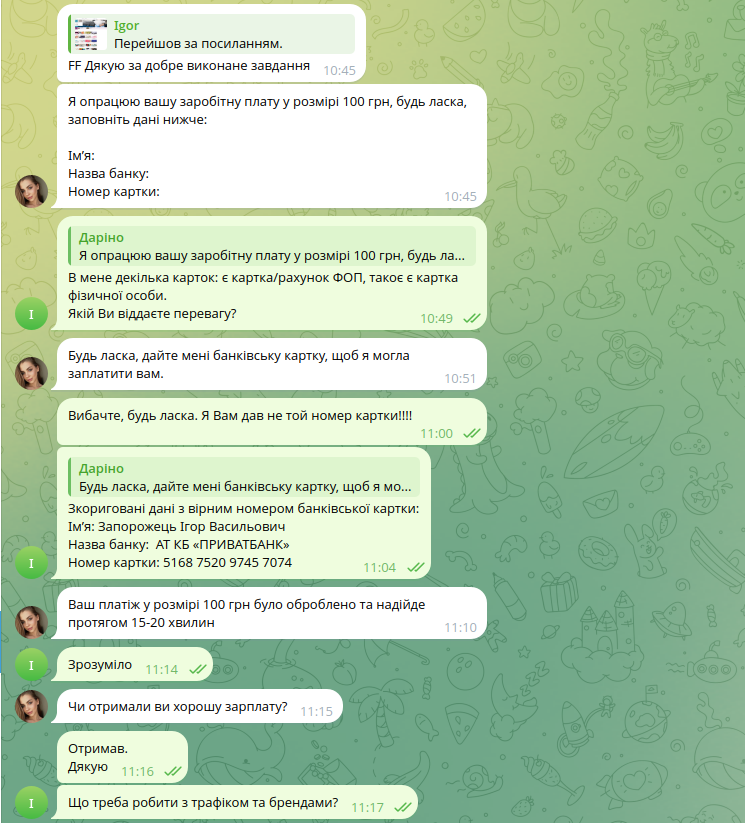 Igor
Перейшов за посиланням.
FF Дякую за добре виконане завдання 10:45
Я опрацюю вашу заробітну плату у розмірі 100 грн, будь ласка,
заповніть дані нижче:
Ім’я:
Назва банку:
Номер картки:
10:45
Даріно
Я опрацюю вашу заробітну плату у розмірі 100 грн, будь ла...
В мене декілька карток: є картка/рахунок ФОП, такоє є картка
фізичної особи.
Якій Ви віддаєте перевагу?
10:49
І
Будь ласка, дайте мені банківську картку, щоб я могла
заплатити вам.
10:51
Вибачте, будь ласка. Я Вам дав не той номер картки!!!!
11:00
Даріно
Будь ласка, дайте мені банківську картку, щоб я мо...
Зкориговані дані з вірним номером банківської картки:
Ім’я: Запорожець Ігор Васильович
Назва банку: АТ КБ «ПРИВАТБАНК»
Номер картки: 5168 7520 9745 7074
11:04
І
Ваш платіж у розмірі 100 грн було оброблено та надійде
протягом 15-20 хвилин
11:10
І
Зрозуміло 11:14
Чи отримали ви хорошу зарплату? 11:15
Отримав.
Дякую 11:16
І
Що треба робити з трафіком та брендами? 11:17